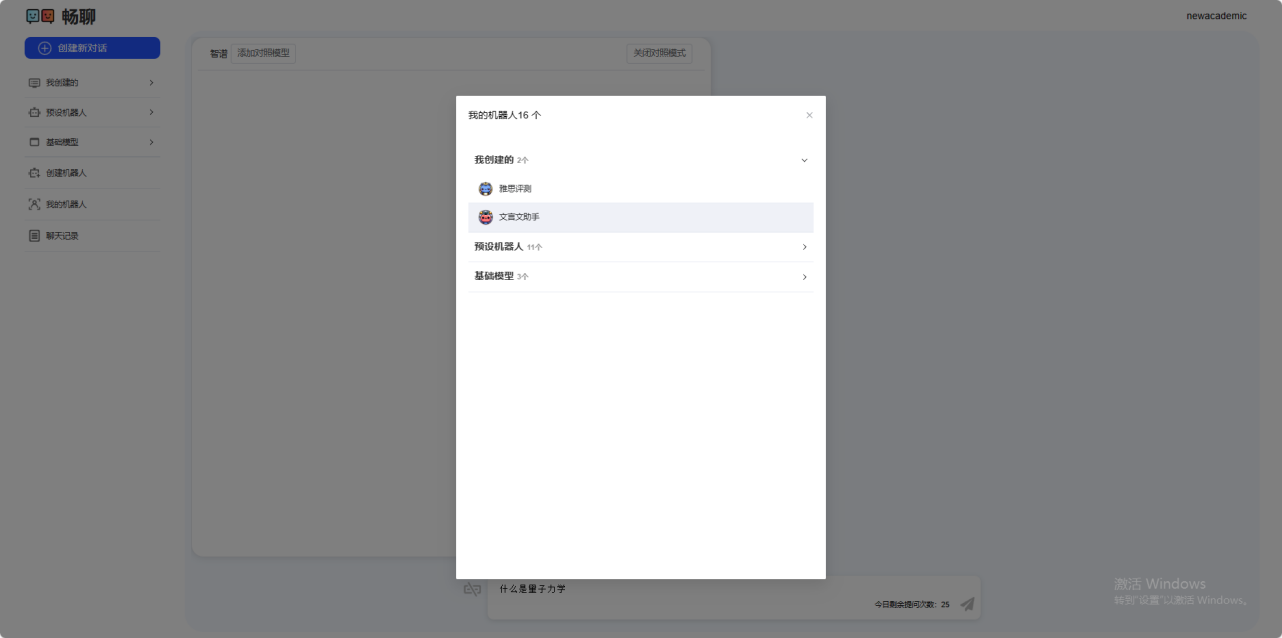 畅聊
newacademic
创建新对话
智谱 添加对照模型 关闭对照模式
我创建的
预设机器人
基础模型
创建机器人
我的机器人
聊天记录
我的机器人16 个
我创建的 2个
雅思评测
文宣文助手
预设机器人 11个
基础模型 3个
什么是量子力学
今日剩余提问次数: 25
激活 Windows
转到"设置"以激活 Windows。